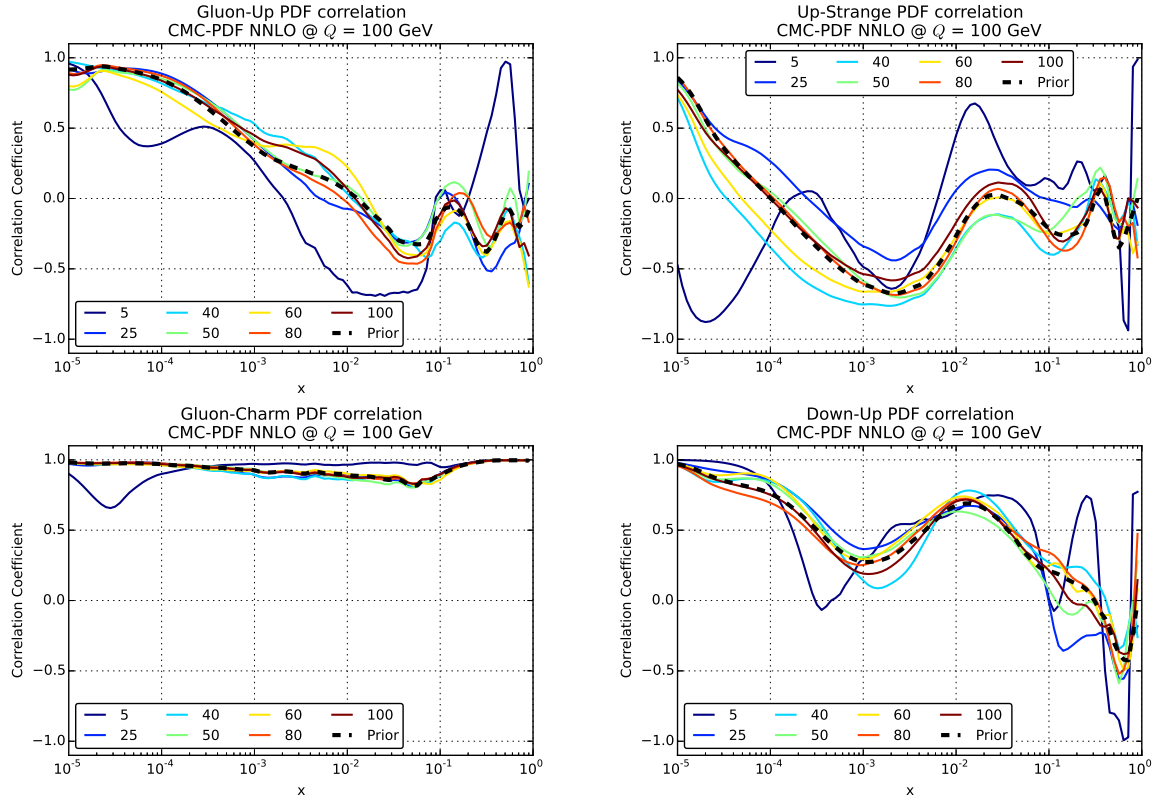 Gluon-Up PDF correlation
CMC-PDF NNLO @ Q = 100 GeV
1.0
0.5
0.0
−0.5
−1.0
Correlation Coefficient
5 40 60 100
25 50 80 Prior
10^-5 10^-4 10^-3 10^-2 10^-1 10^0
x
Up-Strange PDF correlation
CMC-PDF NNLO @ Q = 100 GeV
1.0
0.5
0.0
−0.5
−1.0
Correlation Coefficient
5 40 60 100
25 50 80 Prior
10^-5 10^-4 10^-3 10^-2 10^-1 10^0
x
Gluon-Charm PDF correlation
CMC-PDF NNLO @ Q = 100 GeV
1.0
0.5
0.0
−0.5
−1.0
Correlation Coefficient
5 40 60 100
25 50 80 Prior
10^-5 10^-4 10^-3 10^-2 10^-1 10^0
x
Down-Up PDF correlation
CMC-PDF NNLO @ Q = 100 GeV
1.0
0.5
0.0
−0.5
−1.0
Correlation Coefficient
5 40 60 100
25 50 80 Prior
10^-5 10^-4 10^-3 10^-2 10^-1 10^0
x